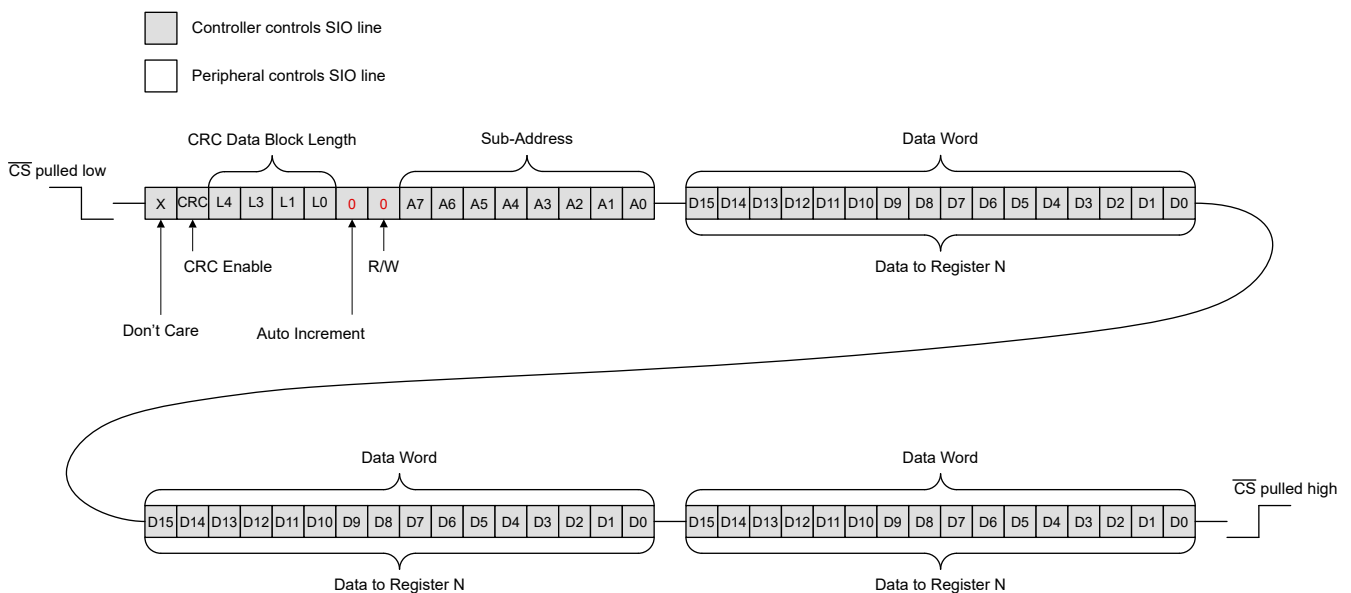 Controller controls SIO line
Peripheral controls SIO line
CRC Data Block Length
Sub-Address
Data Word
CS pulled low
X CRC L4 L3 L1 L0 0 0 A7 A6 A5 A4 A3 A2 A1 A0
D15 D14 D13 D12 D11 D10 D9 D8 D7 D6 D5 D4 D3 D2 D1 D0
CRC Enable
R/W
Data to Register N
Don't Care
Auto Increment
Data Word
Data Word
CS pulled high
D15 D14 D13 D12 D11 D10 D9 D8 D7 D6 D5 D4 D3 D2 D1 D0
D15 D14 D13 D12 D11 D10 D9 D8 D7 D6 D5 D4 D3 D2 D1 D0
Data to Register N
Data to Register N